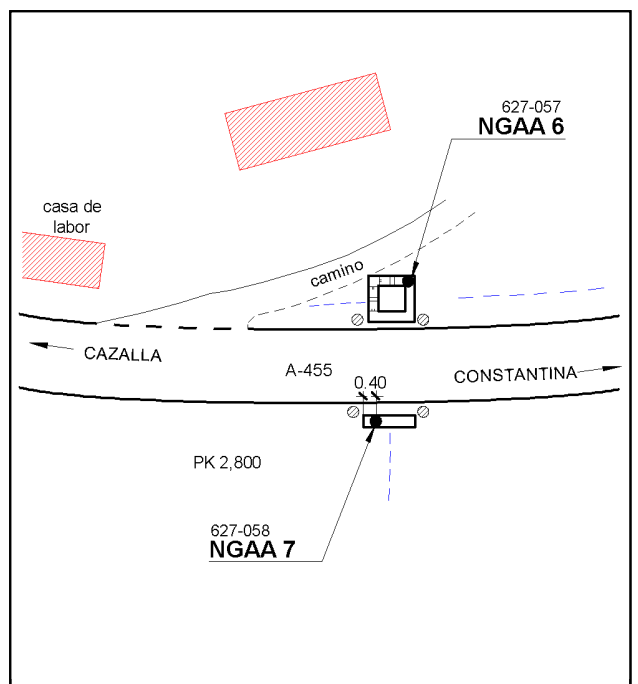 627-057
NGAA 6
casa de
labor
camino
CAZALLA
A-455
CONSTANTINA
0.40
PK 2,800
627-058
NGAA 7